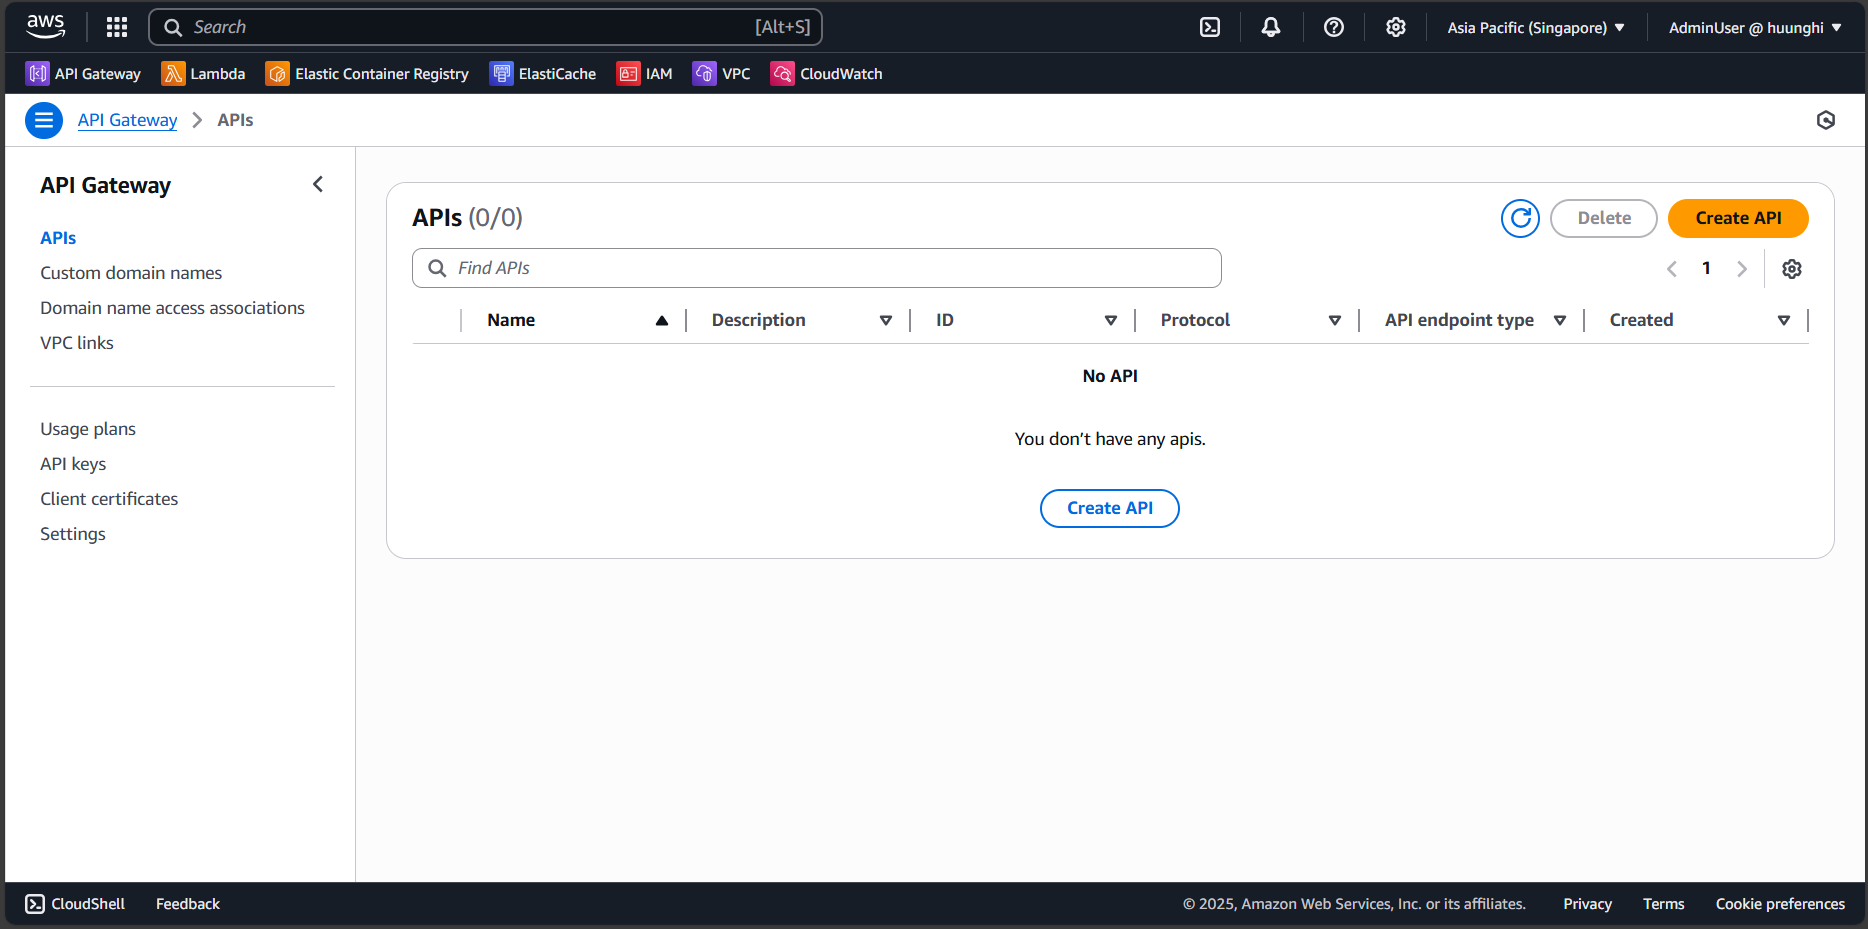 aws
Search [Alt+S]
Asia Pacific (Singapore)
AdminUser @ huunghi
API Gateway
Lambda
Elastic Container Registry
ElastiCache
IAM
VPC
CloudWatch
API Gateway > APIs
API Gateway
APIs
Custom domain names
Domain name access associations
VPC links
Usage plans
API keys
Client certificates
Settings
APIs (0/0)
Delete
Create API
Find APIs
1
Name
Description
ID
Protocol
API endpoint type
Created
No API
You don’t have any apis.
Create API
CloudShell
Feedback
© 2025, Amazon Web Services, Inc. or its affiliates.
Privacy
Terms
Cookie preferences